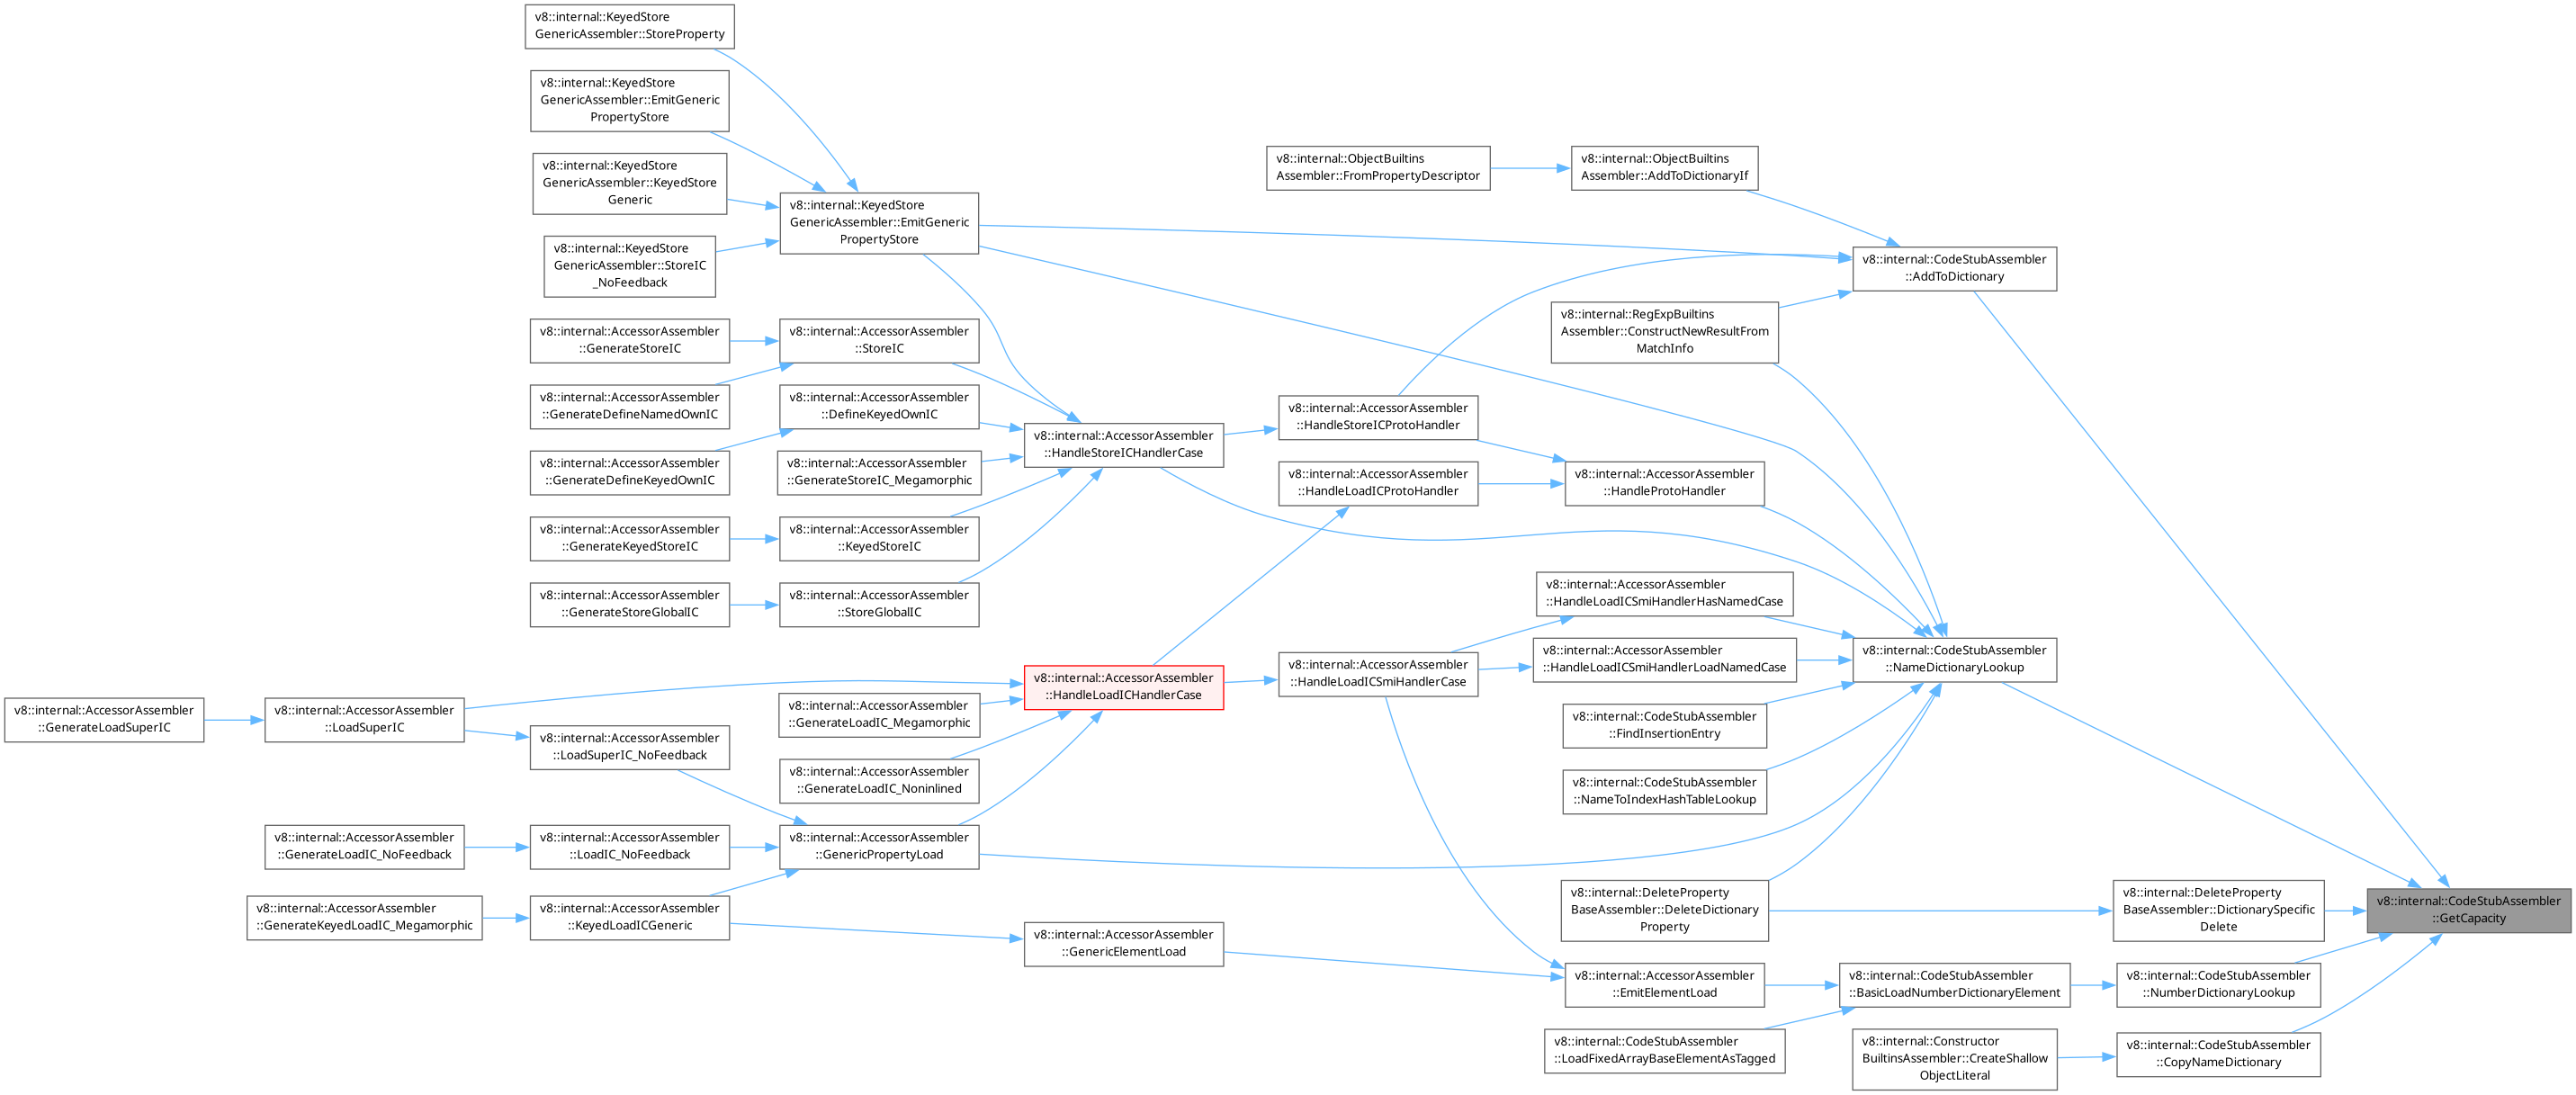 v8::internal::KeyedStore
GenericAssembler::StoreProperty
v8::internal::KeyedStore
GenericAssembler::EmitGeneric
PropertyStore
v8::internal::KeyedStore
GenericAssembler::KeyedStore
Generic
v8::internal::KeyedStore
GenericAssembler::StoreIC
_NoFeedback
v8::internal::KeyedStore
GenericAssembler::EmitGeneric
PropertyStore
v8::internal::ObjectBuiltins
Assembler::FromPropertyDescriptor
v8::internal::ObjectBuiltins
Assembler::AddToDictionaryIf
v8::internal::CodeStubAssembler
::AddToDictionary
v8::internal::RegExpBuiltins
Assembler::ConstructNewResultFrom
MatchInfo
v8::internal::AccessorAssembler
::GenerateStoreIC
v8::internal::AccessorAssembler
::StoreIC
v8::internal::AccessorAssembler
::GenerateDefineNamedOwnIC
v8::internal::AccessorAssembler
::DefineKeyedOwnIC
v8::internal::AccessorAssembler
::HandleStoreICProtoHandler
v8::internal::AccessorAssembler
::HandleStoreICHandlerCase
v8::internal::AccessorAssembler
::GenerateDefineKeyedOwnIC
v8::internal::AccessorAssembler
::GenerateStoreIC_Megamorphic
v8::internal::AccessorAssembler
::HandleLoadICProtoHandler
v8::internal::AccessorAssembler
::HandleProtoHandler
v8::internal::AccessorAssembler
::GenerateKeyedStoreIC
v8::internal::AccessorAssembler
::KeyedStoreIC
v8::internal::AccessorAssembler
::GenerateStoreGlobalIC
v8::internal::AccessorAssembler
::StoreGlobalIC
v8::internal::AccessorAssembler
::HandleLoadICSmiHandlerHasNamedCase
v8::internal::AccessorAssembler
::HandleLoadICSmiHandlerLoadNamedCase
v8::internal::CodeStubAssembler
::NameDictionaryLookup
v8::internal::AccessorAssembler
::HandleLoadICHandlerCase
v8::internal::AccessorAssembler
::HandleLoadICSmiHandlerCase
v8::internal::AccessorAssembler
::GenerateLoadSuperIC
v8::internal::AccessorAssembler
::LoadSuperIC
v8::internal::AccessorAssembler
::GenerateLoadIC_Megamorphic
v8::internal::CodeStubAssembler
::FindInsertionEntry
v8::internal::AccessorAssembler
::LoadSuperIC_NoFeedback
v8::internal::AccessorAssembler
::GenerateLoadIC_Noninlined
v8::internal::CodeStubAssembler
::NameToIndexHashTableLookup
v8::internal::AccessorAssembler
::GenerateLoadIC_NoFeedback
v8::internal::AccessorAssembler
::LoadIC_NoFeedback
v8::internal::AccessorAssembler
::GenericPropertyLoad
v8::internal::AccessorAssembler
::GenerateKeyedLoadIC_Megamorphic
v8::internal::AccessorAssembler
::KeyedLoadICGeneric
v8::internal::AccessorAssembler
::GenericElementLoad
v8::internal::DeleteProperty
BaseAssembler::DeleteDictionary
Property
v8::internal::DeleteProperty
BaseAssembler::DictionarySpecific
Delete
v8::internal::CodeStubAssembler
::GetCapacity
v8::internal::AccessorAssembler
::EmitElementLoad
v8::internal::CodeStubAssembler
::BasicLoadNumberDictionaryElement
v8::internal::CodeStubAssembler
::NumberDictionaryLookup
v8::internal::CodeStubAssembler
::LoadFixedArrayBaseElementAsTagged
v8::internal::Constructor
BuiltinsAssembler::CreateShallow
ObjectLiteral
v8::internal::CodeStubAssembler
::CopyNameDictionary